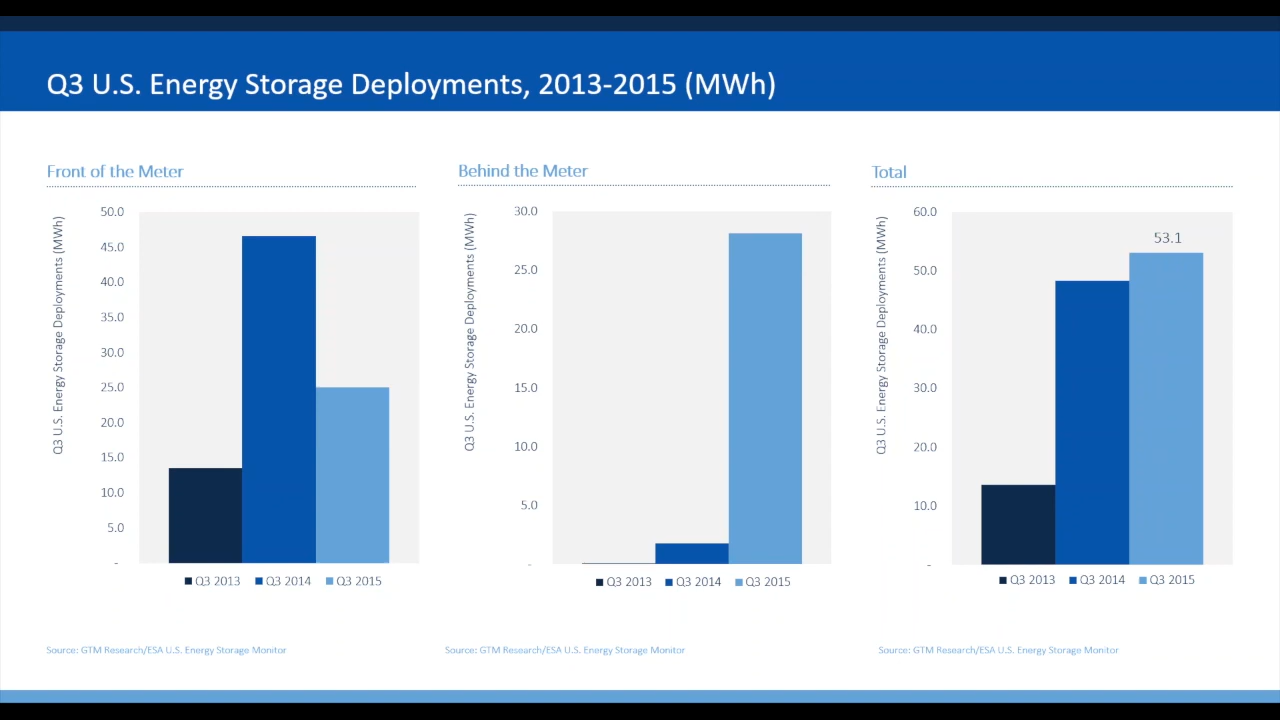 Q3 U.S. Energy Storage Deployments, 2013-2015 (MWh)
Front of the Meter
Q3 U.S. Energy Storage Deployments (MWh)
50.0
45.0
40.0
35.0
30.0
25.0
20.0
15.0
10.0
5.0
-
Q3 2013 Q3 2014 Q3 2015
Source: GTM Research/ESA U.S. Energy Storage Monitor
Behind the Meter
Q3 U.S. Energy Storage Deployments (MWh)
30.0
25.0
20.0
15.0
10.0
5.0
-
Q3 2013 Q3 2014 Q3 2015
Source: GTM Research/ESA U.S. Energy Storage Monitor
Total
Q3 U.S. Energy Storage Deployments (MWh)
60.0
50.0
40.0
30.0
20.0
10.0
-
53.1
Q3 2013 Q3 2014 Q3 2015
Source: GTM Research/ESA U.S. Energy Storage Monitor